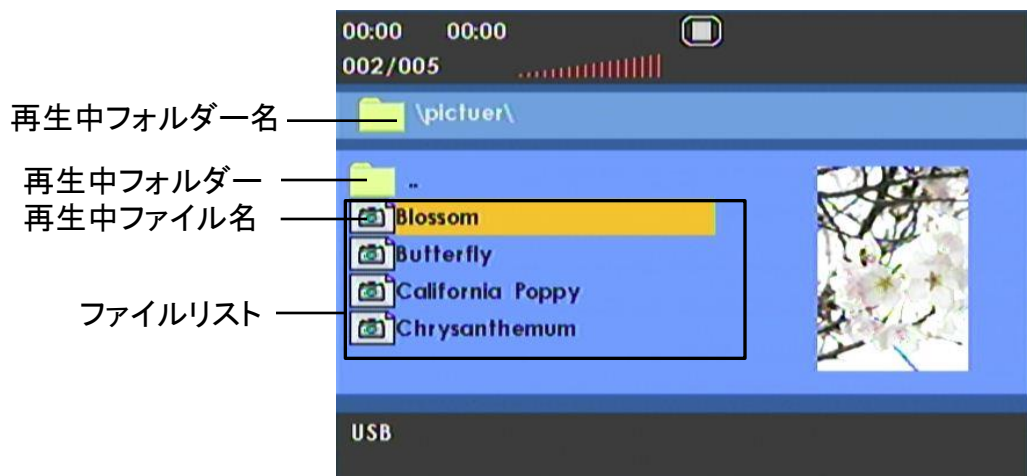 00:00 00:00
002/005
再生中フォルダー名
\pictuer\
再生中フォルダー
..
再生中ファイル名
Blossom
Butterfly
California Poppy
ファイルリスト
Chrysanthemum
USB